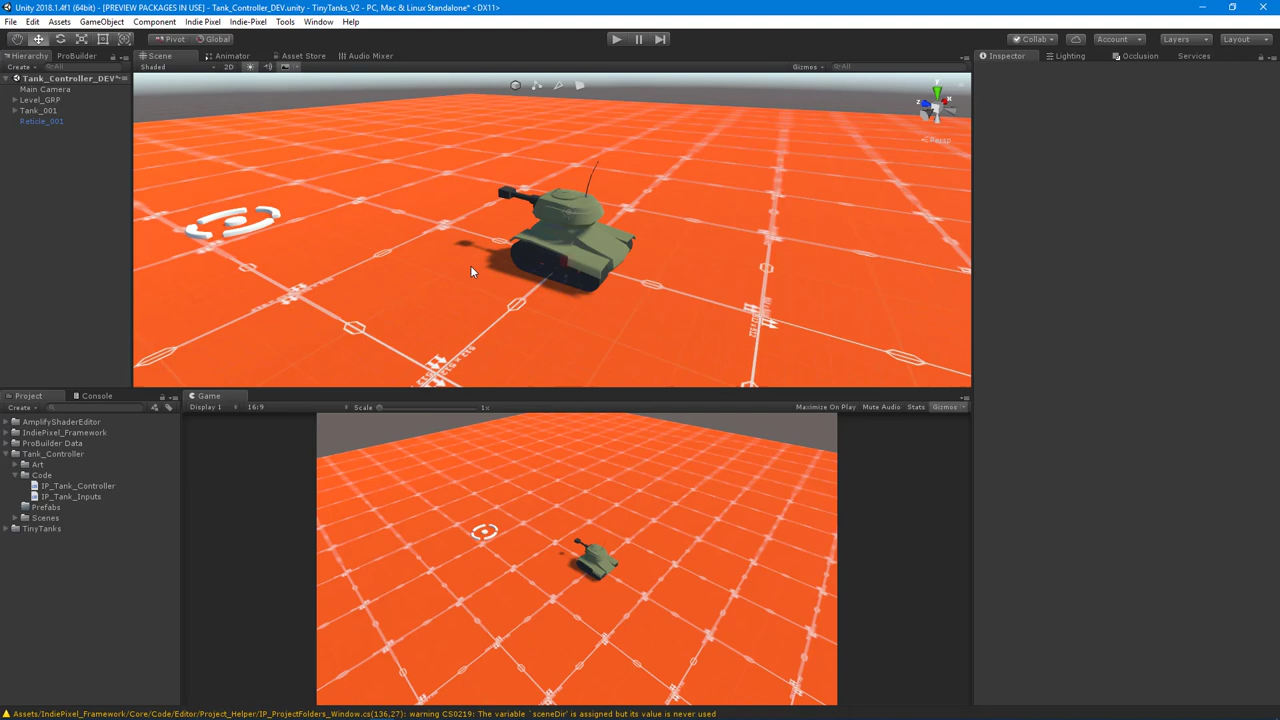 Unity 2018.1.4f1 (64bit) - [PREVIEW PACKAGES IN USE] - Tank_Controller_DEV.unity - TinyTanks_V2 - PC, Mac & Linux Standalone* <DX11>
File Edit Assets GameObject Component Indie Pixel Indie-Pixel Tools Window Help
Pivot Global Collab Account Layers Layout
Hierarchy ProBuilder Scene Animator Asset Store Audio Mixer Inspector Lighting Occlusion Services
Create All Shaded 2D Gizmos All
Tank_Controller_DEV*
Main Camera
Level_GRP
Tank_001
Reticle_001
y
z x
Persp
Project Console Game
Create Display 1 16:9 Scale 1x Maximize On Play Mute Audio Stats Gizmos
AmplifyShaderEditor
IndiePixel_Framework
ProBuilder Data
Tank_Controller
Art
Code
IP_Tank_Controller
IP_Tank_Inputs
Prefabs
Scenes
TinyTanks
Assets/IndiePixel_Framework/Core/Code/Editor/Project_Helper/IP_ProjectFolders_Window.cs(136,27): warning CS0219: The variable `sceneDir' is assigned but its value is never used